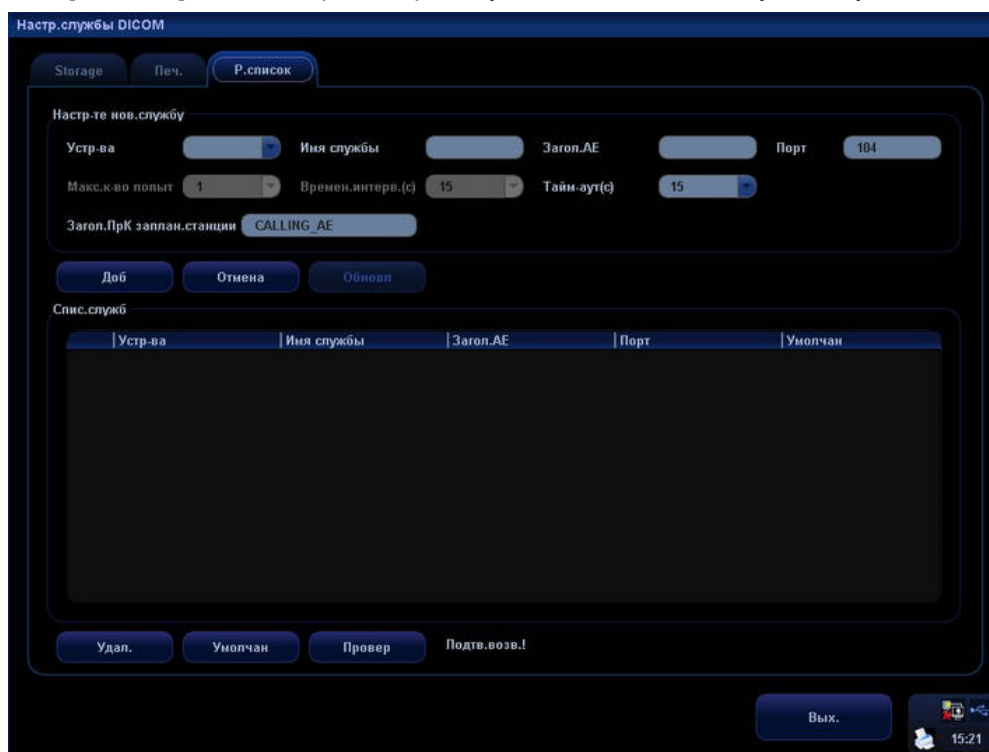 Настр.службы DICOM
Storage Печ. Р.список
Настр-те нов.службу
Устр-ва Имя службы Загол.АЕ Порт 104
Макс.к-во попыт 1 Времен.интерв.(с) 15 Тайм-аут(с) 15
Загол.ПрК заплан.станции CALLING_AE
Доб Отмена Обновл
Спис.служб
Устр-ва Имя службы Загол.АЕ Порт Умолчан
Удал. Умолчан Провер Подтв.возв.!
Вых.
15:21